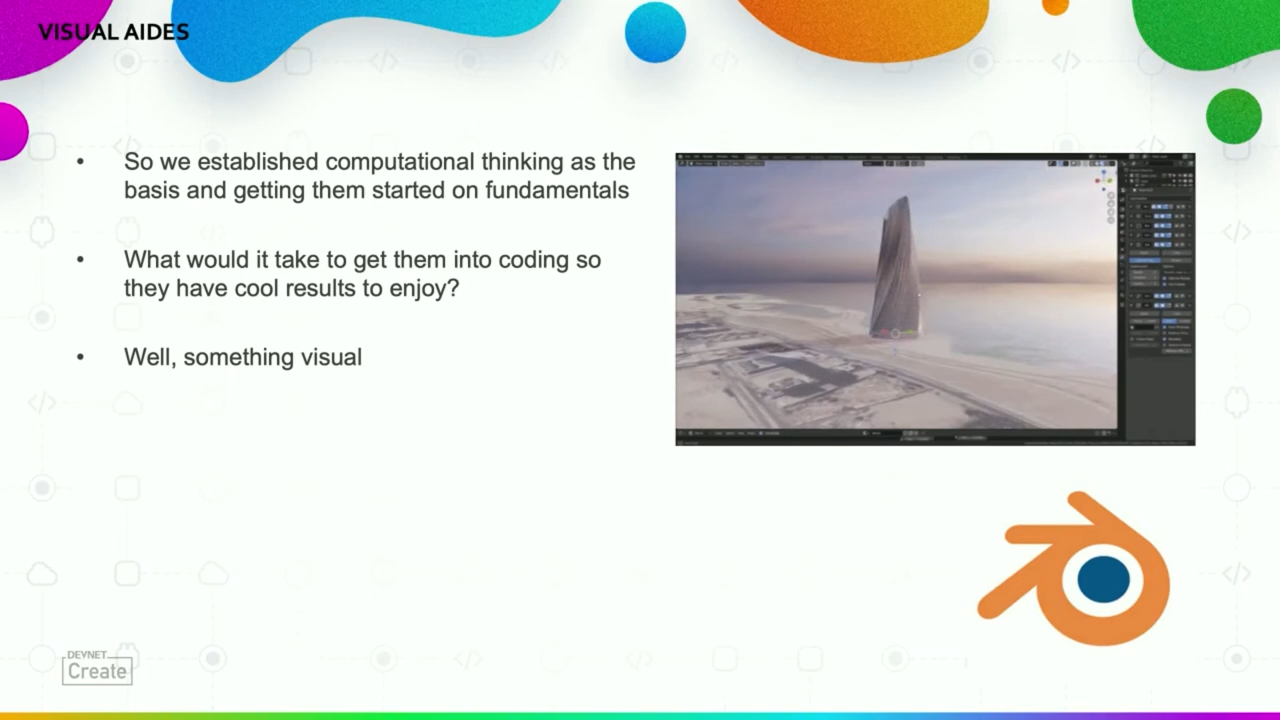 VISUAL AIDES
• So we established computational thinking as the
basis and getting them started on fundamentals
• What would it take to get them into coding so
they have cool results to enjoy?
• Well, something visual
DEVNET
Create